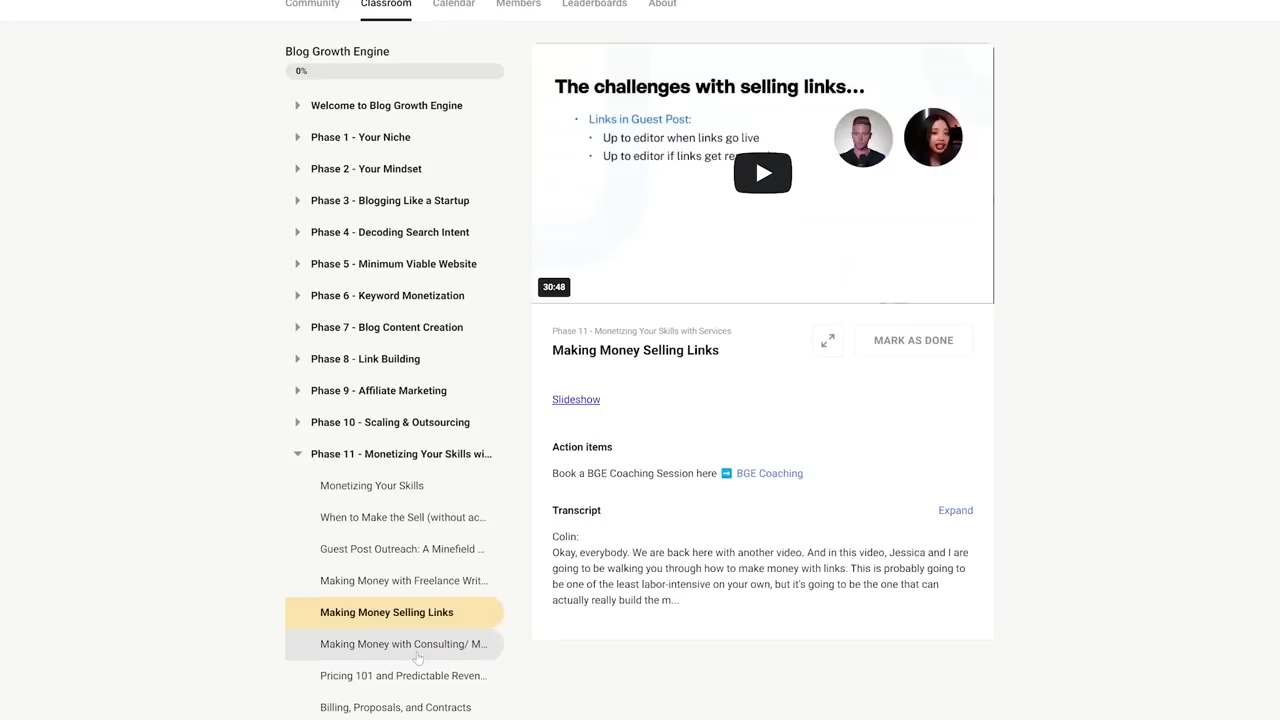 Community Classroom Calendar Members Leaderboards About
Blog Growth Engine
0%
Welcome to Blog Growth Engine
Phase 1 - Your Niche
Phase 2 - Your Mindset
Phase 3 - Blogging Like a Startup
Phase 4 - Decoding Search Intent
Phase 5 - Minimum Viable Website
Phase 6 - Keyword Monetization
Phase 7 - Blog Content Creation
Phase 8 - Link Building
Phase 9 - Affiliate Marketing
Phase 10 - Scaling & Outsourcing
Phase 11 - Monetizing Your Skills wi...
Monetizing Your Skills
When to Make the Sell (without ac...
Guest Post Outreach: A Minefield ...
Making Money with Freelance Writ...
Making Money Selling Links
Making Money with Consulting/ M...
Pricing 101 and Predictable Reven...
Billing, Proposals, and Contracts
The challenges with selling links...
Links in Guest Post:
Up to editor when links go live
Up to editor if links get
30:48
Phase 11 - Monetizing Your Skills with Services
Making Money Selling Links
MARK AS DONE
Slideshow
Action items
Book a BGE Coaching Session here ➡️ BGE Coaching
Transcript
Expand
Colin:
Okay, everybody. We are back here with another video. And in this video, Jessica and I are
going to be walking you through how to make money with links. This is probably going to
be one of the least labor-intensive on your own, but it's going to be the one that can
actually really build the m...